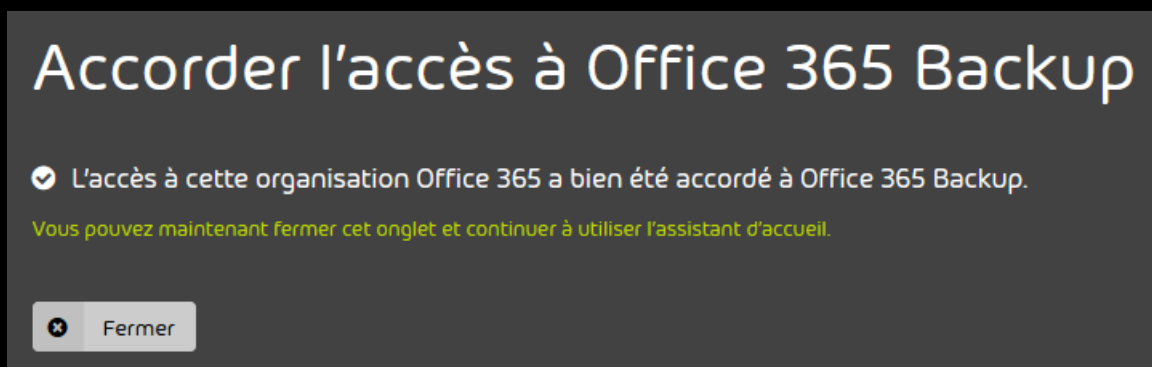 Accorder l'accès à Office 365 Backup
L'accès à cette organisation Office 365 a bien été accordé à Office 365 Backup.
Vous pouvez maintenant fermer cet onglet et continuer à utiliser l'assistant d'accueil.
Fermer